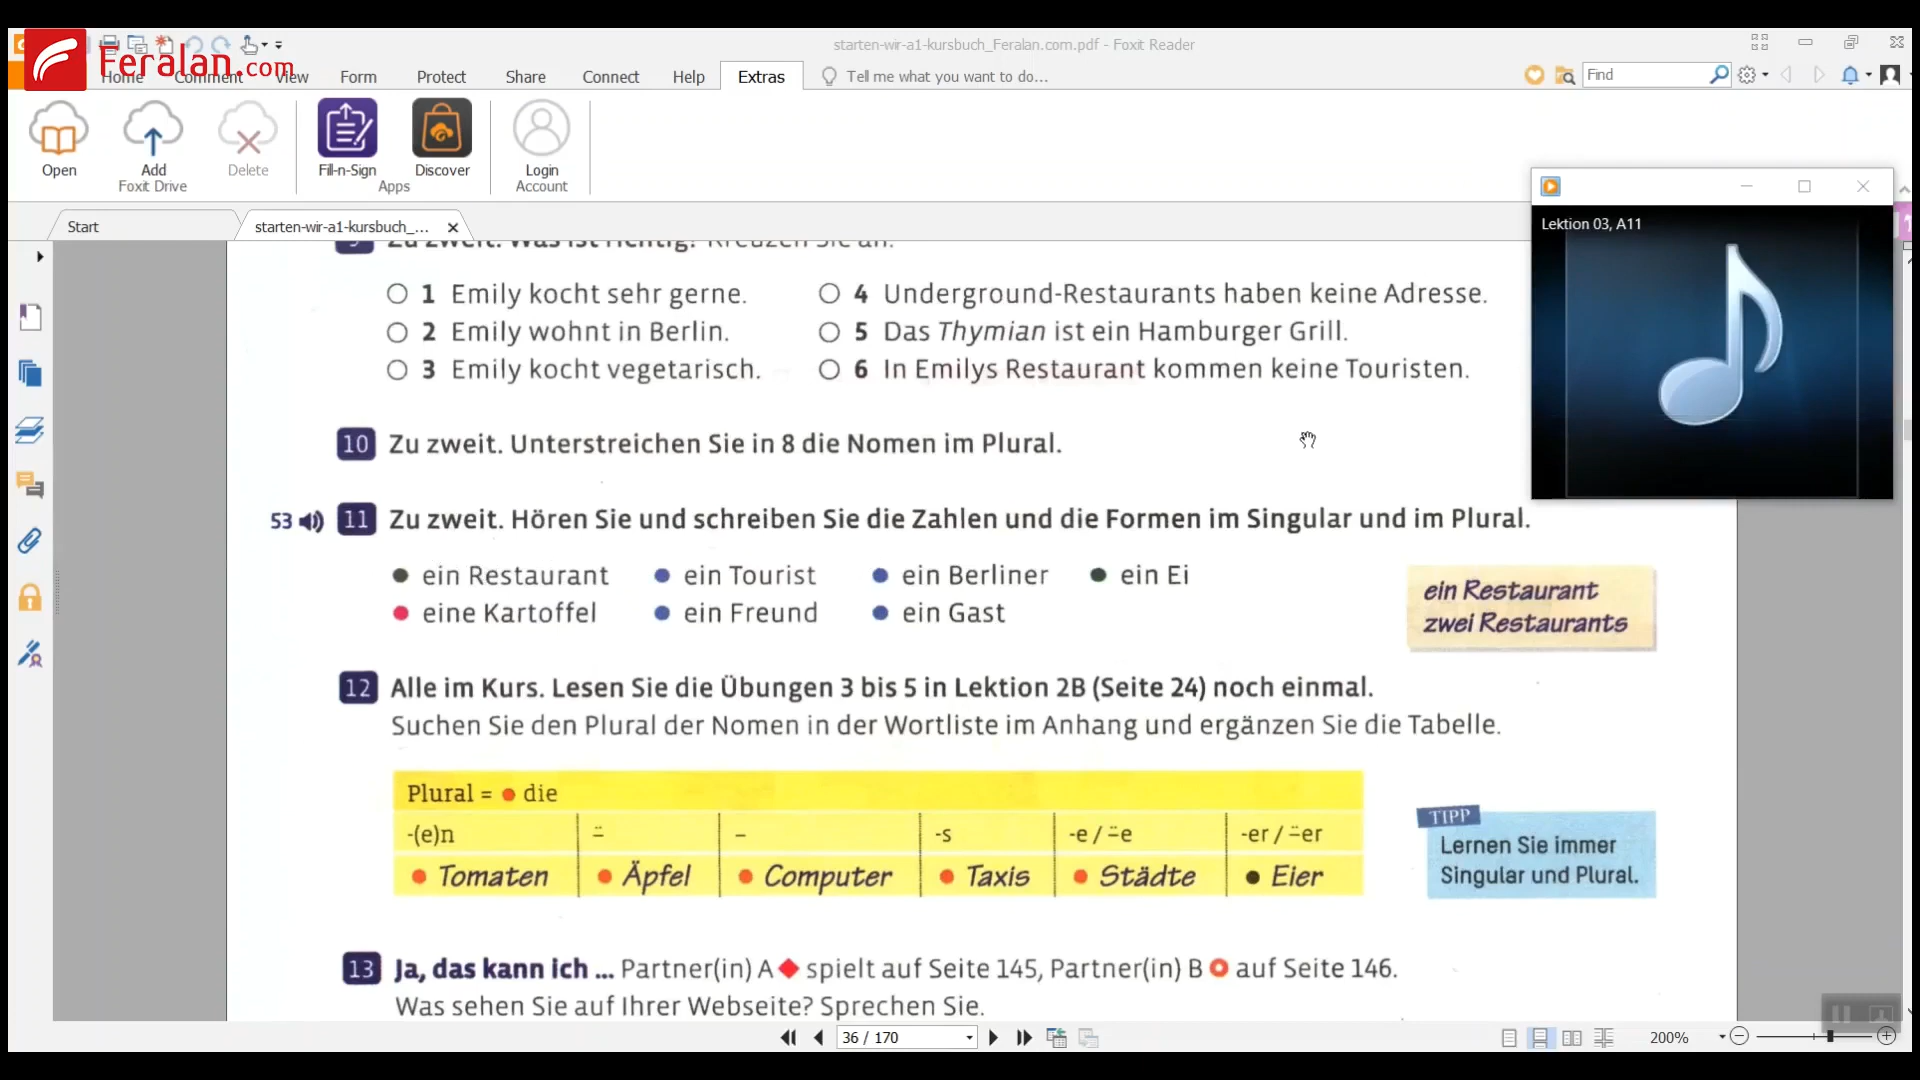 Feralan.com
starten-wir-a1-kursbuch_Feralan.com.pdf - Foxit Reader
Home Comment View Form Protect Share Connect Help Extras Tell me what you want to do...
Find
Open Add Delete Fill-n-Sign Discover Login
Foxit Drive Apps Account
Start starten-wir-a1-kursbuch_...
Lektion 03, A11
9 Zu zweit. Was ist richtig? Kreuzen Sie an.
1 Emily kocht sehr gerne.
2 Emily wohnt in Berlin.
3 Emily kocht vegetarisch.
4 Underground-Restaurants haben keine Adresse.
5 Das Thymian ist ein Hamburger Grill.
6 In Emilys Restaurant kommen keine Touristen.
10 Zu zweit. Unterstreichen Sie in 8 die Nomen im Plural.
53 11 Zu zweit. Hören Sie und schreiben Sie die Zahlen und die Formen im Singular und im Plural.
ein Restaurant ein Tourist ein Berliner ein Ei
eine Kartoffel ein Freund ein Gast
ein Restaurant
zwei Restaurants
12 Alle im Kurs. Lesen Sie die Übungen 3 bis 5 in Lektion 2B (Seite 24) noch einmal.
Suchen Sie den Plural der Nomen in der Wortliste im Anhang und ergänzen Sie die Tabelle.
Plural = die
-(e)n ¨ – -s -e / ¨e -er / ¨er
Tomaten Äpfel Computer Taxis Städte Eier
TIPP
Lernen Sie immer
Singular und Plural.
13 Ja, das kann ich ... Partner(in) A spielt auf Seite 145, Partner(in) B auf Seite 146.
Was sehen Sie auf Ihrer Webseite? Sprechen Sie.
36 / 170
200%